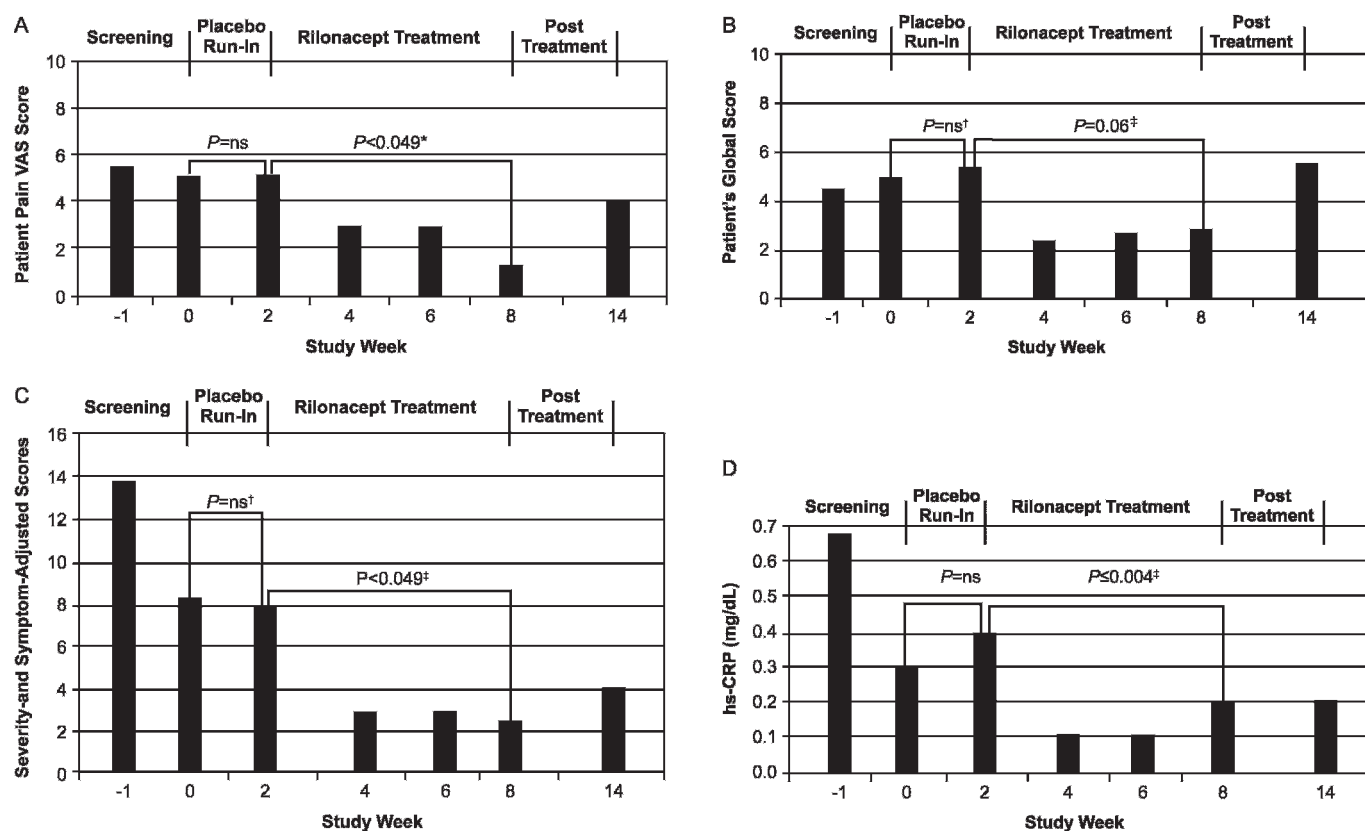 A
Screening
Placebo
Run-In
Rilonacept Treatment
Post
Treatment
Patient Pain VAS Score
10
8
6
4
2
0
P=ns
P<0.049*
-1 0 2 4 6 8 14
Study Week
B
Screening
Placebo
Run-In
Rilonacept Treatment
Post
Treatment
Patient's Global Score
10
8
6
4
2
0
P=ns†
P=0.06‡
-1 0 2 4 6 8 14
Study Week
C
Screening
Placebo
Run-In
Rilonacept Treatment
Post
Treatment
Severity-and Symptom-Adjusted Scores
16
14
12
10
8
6
4
2
0
P=ns†
P<0.049‡
-1 0 2 4 6 8 14
Study Week
D
Screening
Placebo
Run-In
Rilonacept Treatment
Post
Treatment
hs-CRP (mg/dL)
0.7
0.6
0.5
0.4
0.3
0.2
0.1
0.0
P=ns
P≤0.004‡
-1 0 2 4 6 8 14
Study Week